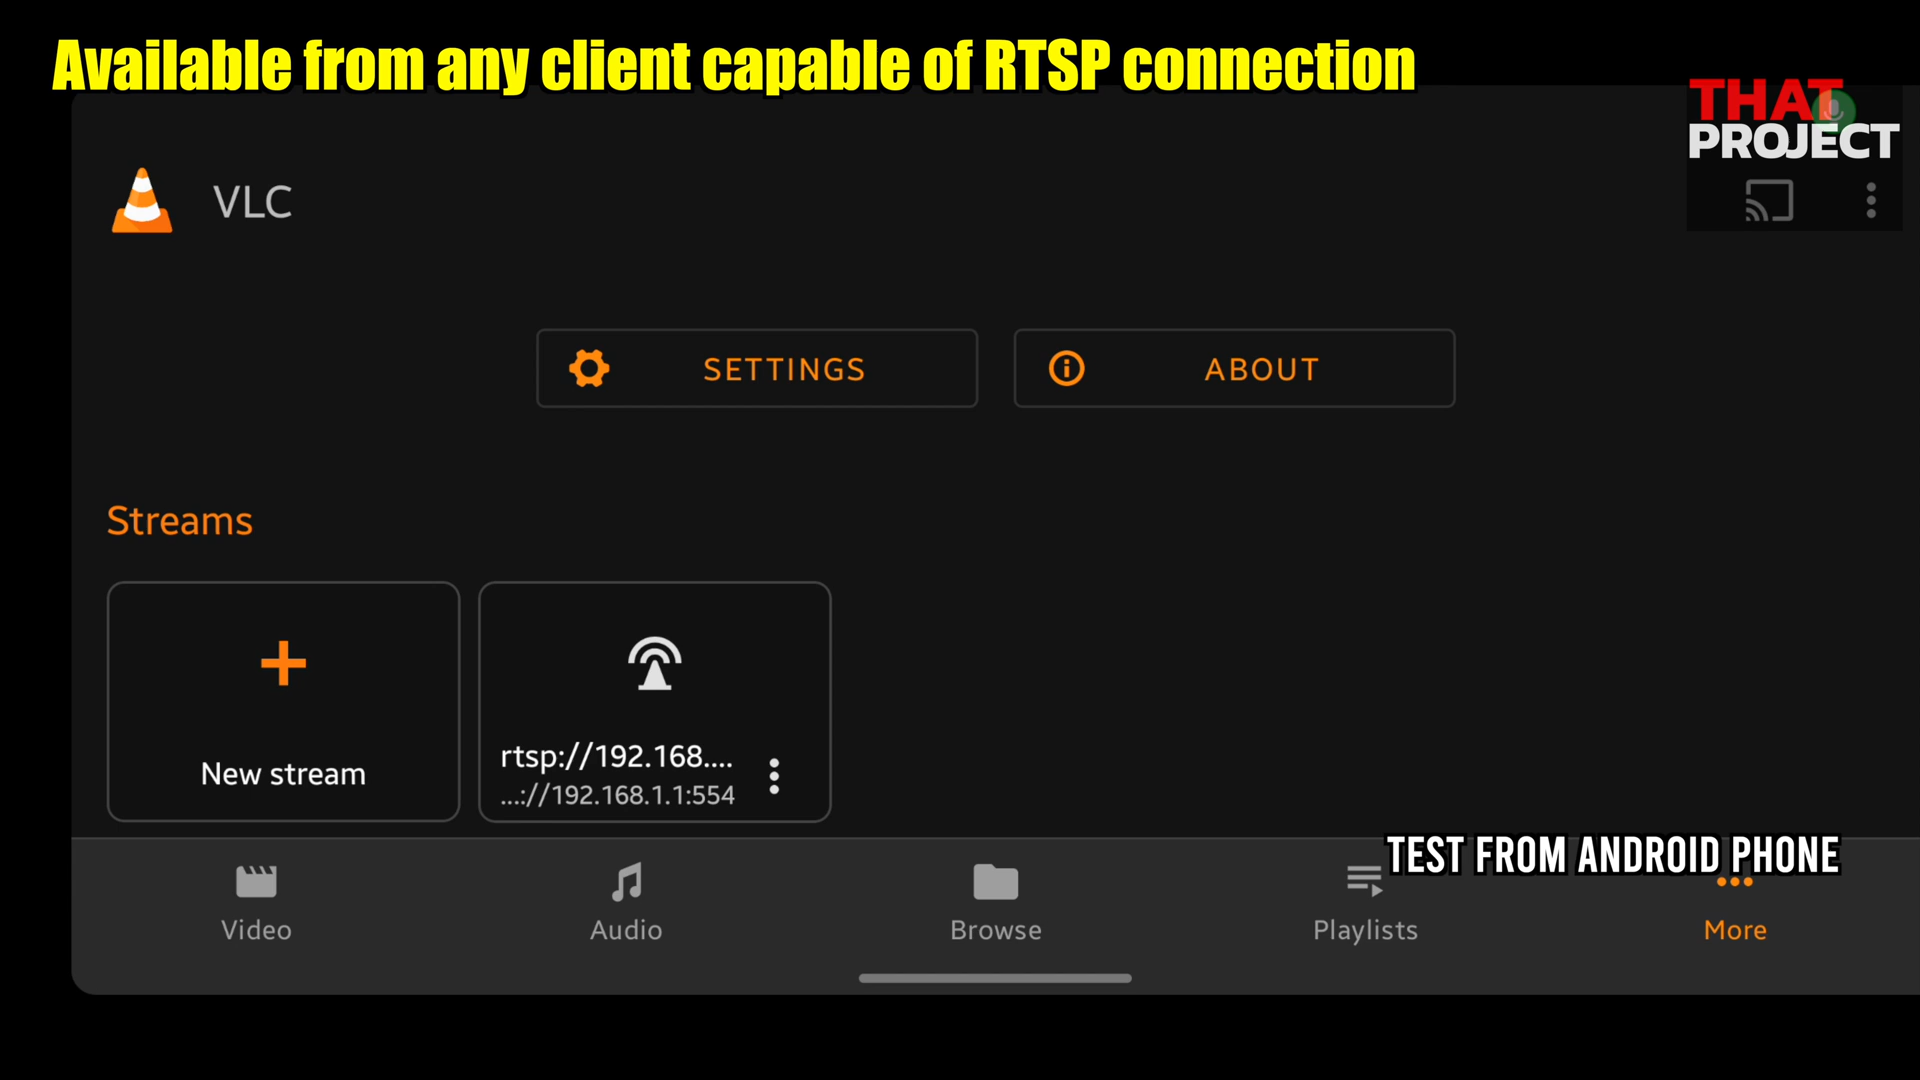 Available from any client capable of RTSP connection
THAT
PROJECT
VLC
SETTINGS
ABOUT
Streams
New stream
rtsp://192.168....
...://192.168.1.1:554
TEST FROM ANDROID PHONE
Video
Audio
Browse
Playlists
More